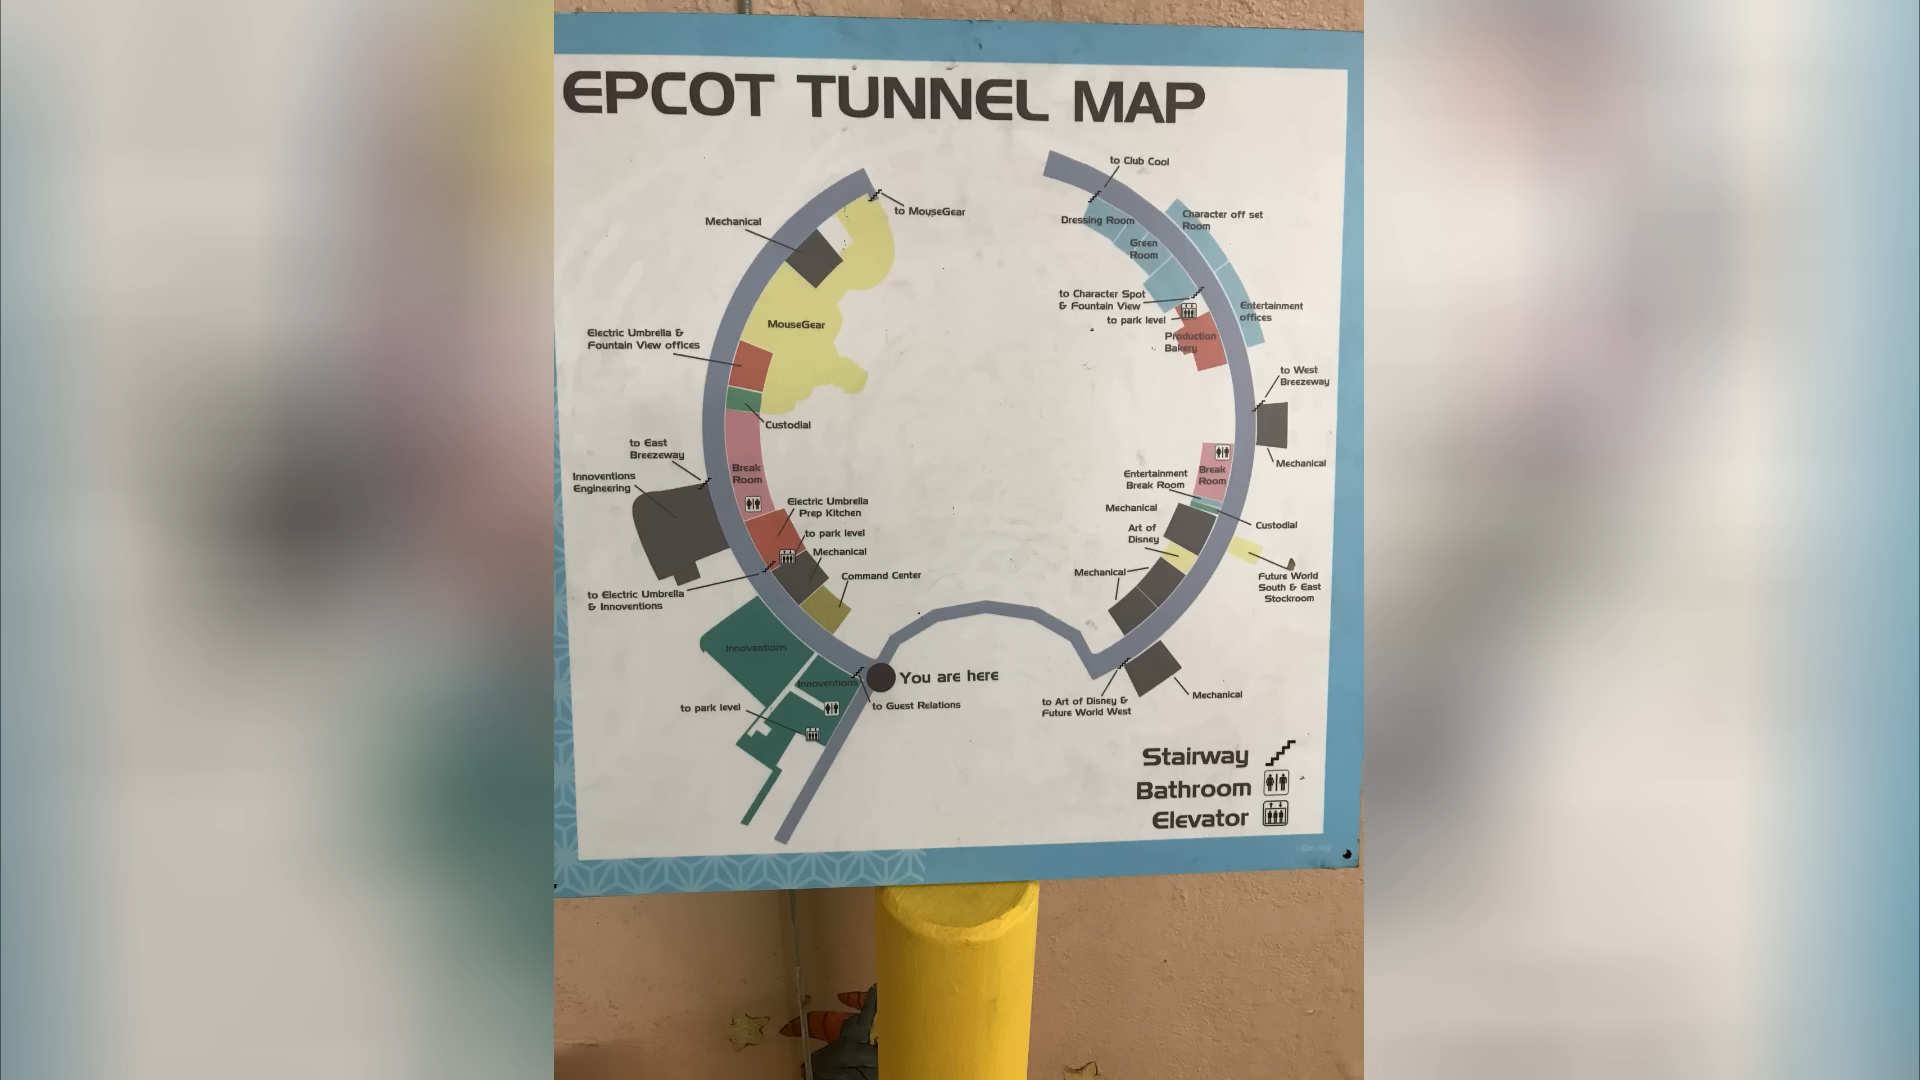 EPCOT TUNNEL MAP
to Club Cool
to MouseGear
Mechanical
Dressing Room
Character off set
Room
Green
Room
to Character Spot
& Fountain View
to park level
Entertainment
offices
Production
Bakery
MouseGear
Electric Umbrella &
Fountain View offices
to West
Breezeway
Custodial
to East
Breezeway
Mechanical
Innoventions
Engineering
Break
Room
Entertainment
Break Room
Break
Room
Electric Umbrella
Prep Kitchen
Mechanical
Custodial
to park level
Art of
Disney
Mechanical
Command Center
Mechanical
Future World
South & East
Stockroom
to Electric Umbrella
& Innoventions
Innoventions
Innoventions
You are here
to park level
to Guest Relations
to Art of Disney &
Future World West
Mechanical
Stairway
Bathroom
Elevator